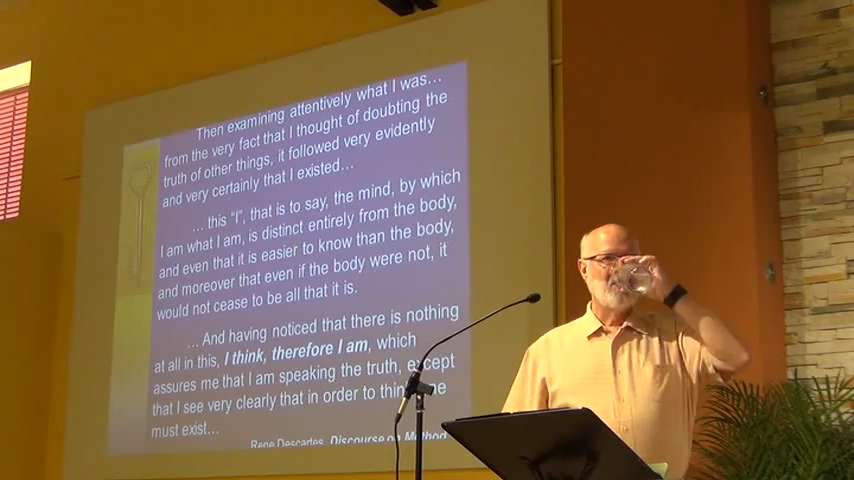 Then examining attentively what I was...
from the very fact that I thought of doubting the
truth of other things, it followed very evidently
and very certainly that I existed...
... this "I", that is to say, the mind, by which
I am what I am, is distinct entirely from the body,
and even that it is easier to know than the body,
and moreover that even if the body were not, it
would not cease to be all that it is.
... And having noticed that there is nothing
at all in this, I think, therefore I am, which
assures me that I am speaking the truth, except
that I see very clearly that in order to think one
must exist...
Rene Descartes, Discourse on Method